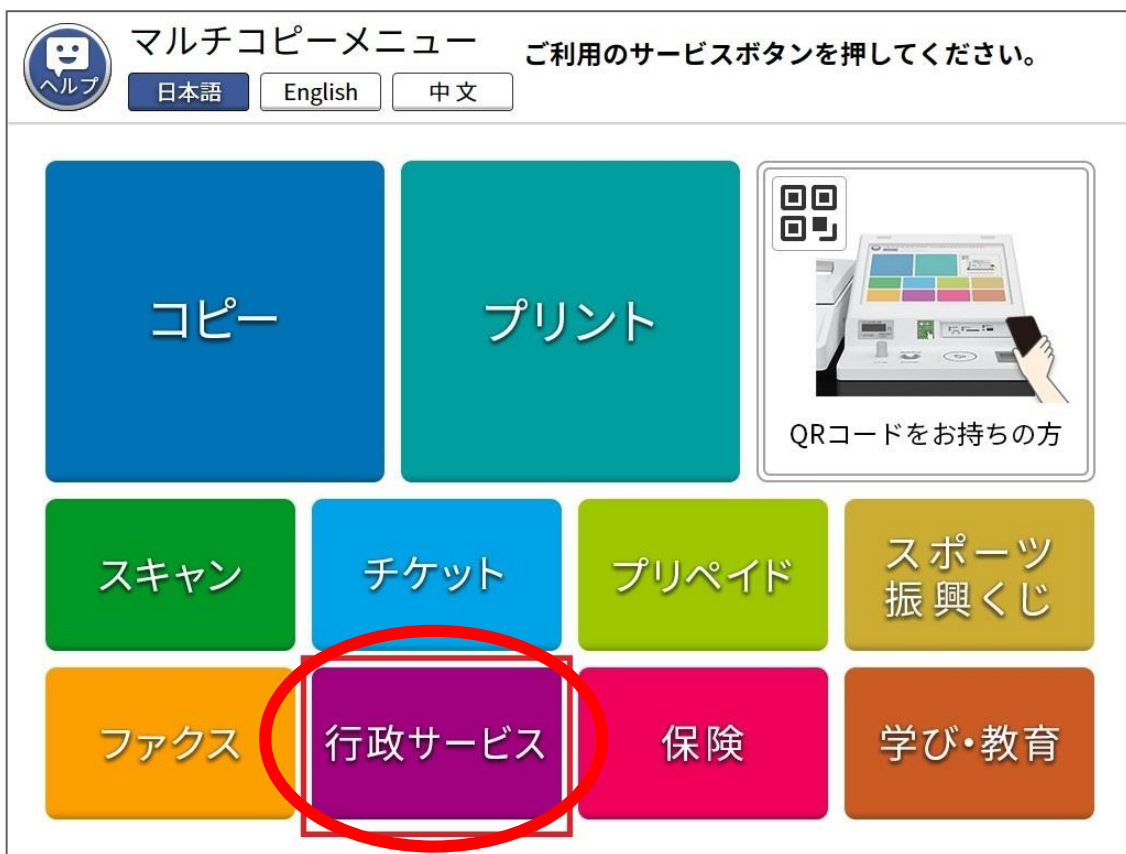 マルチコピーメニュー
ご利用のサービスボタンを押してください。
ヘルプ
日本語
English
中文
コピー
プリント
QRコードをお持ちの方
スキャン
チケット
プリペイド
スポーツ
振興くじ
ファクス
行政サービス
保険
学び・教育